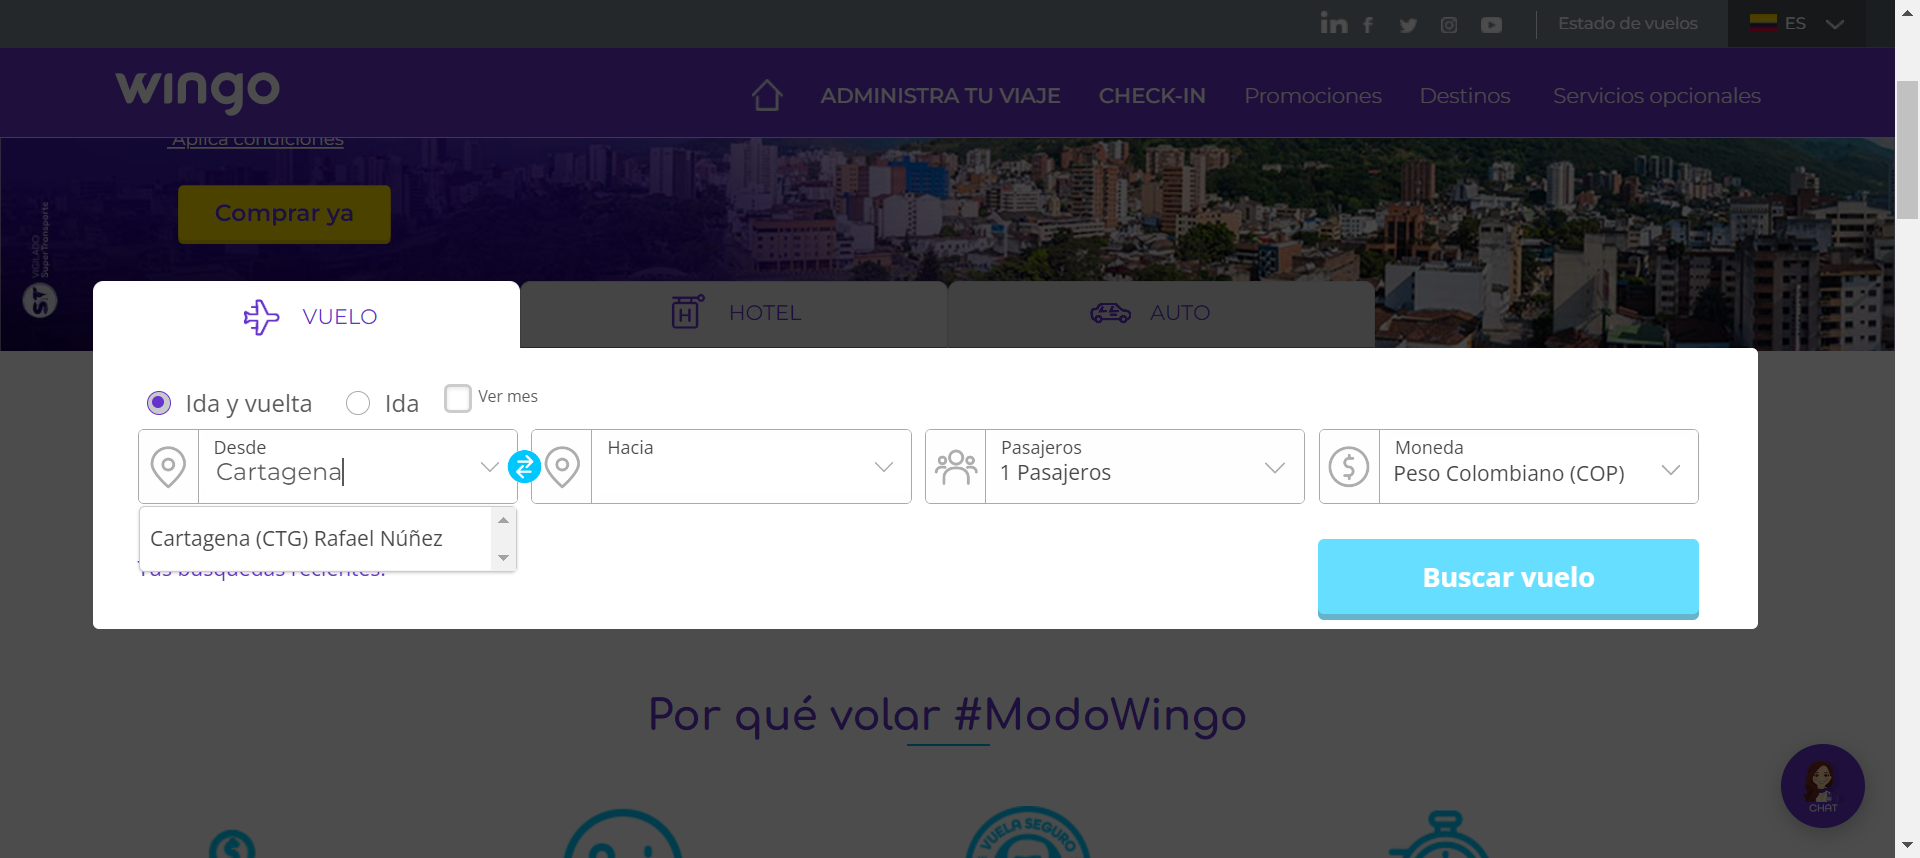 Estado de vuelos
ES
wingo
ADMINISTRA TU VIAJE
CHECK-IN
Promociones
Destinos
Servicios opcionales
Aplica condiciones
Comprar ya
VIGILADO
SuperTransporte
ST
VUELO
HOTEL
AUTO
Ida y vuelta
Ida
Ver mes
Desde
Cartagena
Hacia
Pasajeros
1 Pasajeros
Moneda
Peso Colombiano (COP)
Cartagena (CTG) Rafael Núñez
Tus búsquedas recientes:
Buscar vuelo
Por qué volar #ModoWingo
CHAT
VUELA SEGURO